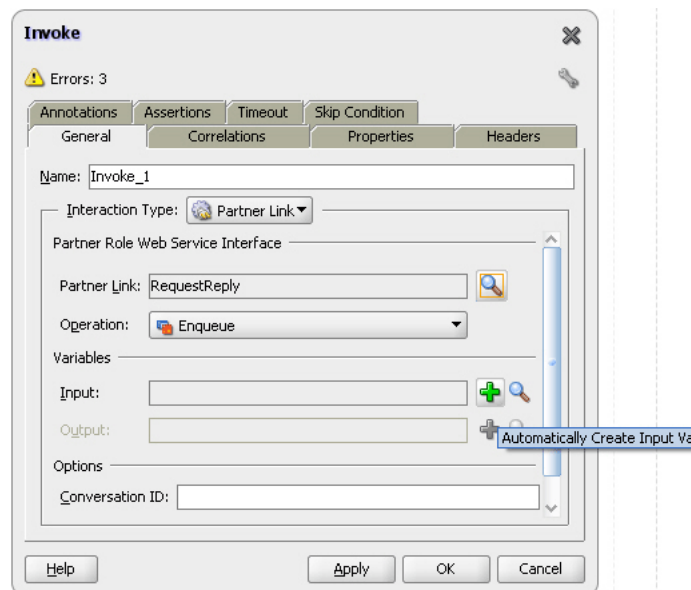 Invoke
Errors: 3
Annotations Assertions Timeout Skip Condition
General Correlations Properties Headers
Name: Invoke_1
Interaction Type: Partner Link
Partner Role Web Service Interface
Partner Link: RequestReply
Operation: Enqueue
Variables
Input:
Output:
Automatically Create Input Va
Options
Conversation ID:
Help Apply OK Cancel